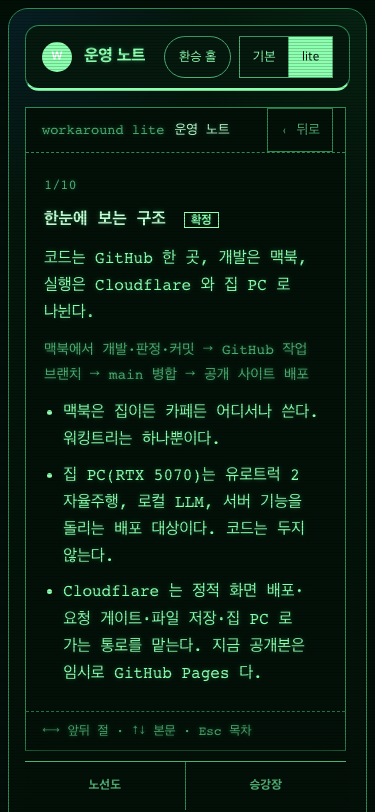 W 운영 노트 환승 홀 기본 lite
workaround lite 운영 노트 ‹ 뒤로
1/10
한눈에 보는 구조 확정
코드는 GitHub 한 곳, 개발은 맥북,
실행은 Cloudflare 와 집 PC 로
나뉜다.
맥북에서 개발·판정·커밋 → GitHub 작업
브랜치 → main 병합 → 공개 사이트 배포
• 맥북은 집이든 카페든 어디서나 쓴다.
워킹트리는 하나뿐이다.
• 집 PC(RTX 5070)는 유로트럭 2
자율주행, 로컬 LLM, 서버 기능을
돌리는 배포 대상이다. 코드는 두지
않는다.
• Cloudflare 는 정적 화면 배포·
요청 게이트·파일 저장·집 PC 로
가는 통로를 맡는다. 지금 공개본은
임시로 GitHub Pages 다.
←→ 앞뒤 절 · ↑↓ 본문 · Esc 목차
노선도 승강장